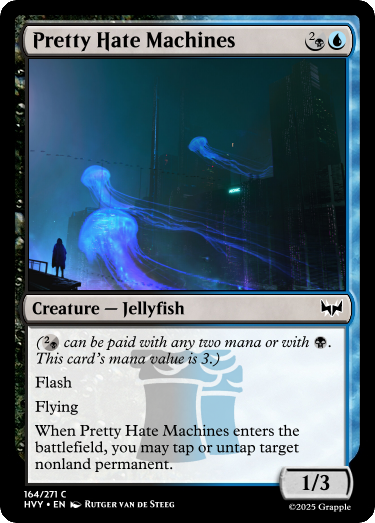 Pretty Hate Machines
2
Creature — Jellyfish
(2 can be paid with any two mana or with .
This card's mana value is 3.)
Flash
Flying
When Pretty Hate Machines enters the
battlefield, you may tap or untap target
nonland permanent.
1/3
164/271 C
HVY • EN Rutger van de Steeg
©2025 Grapple